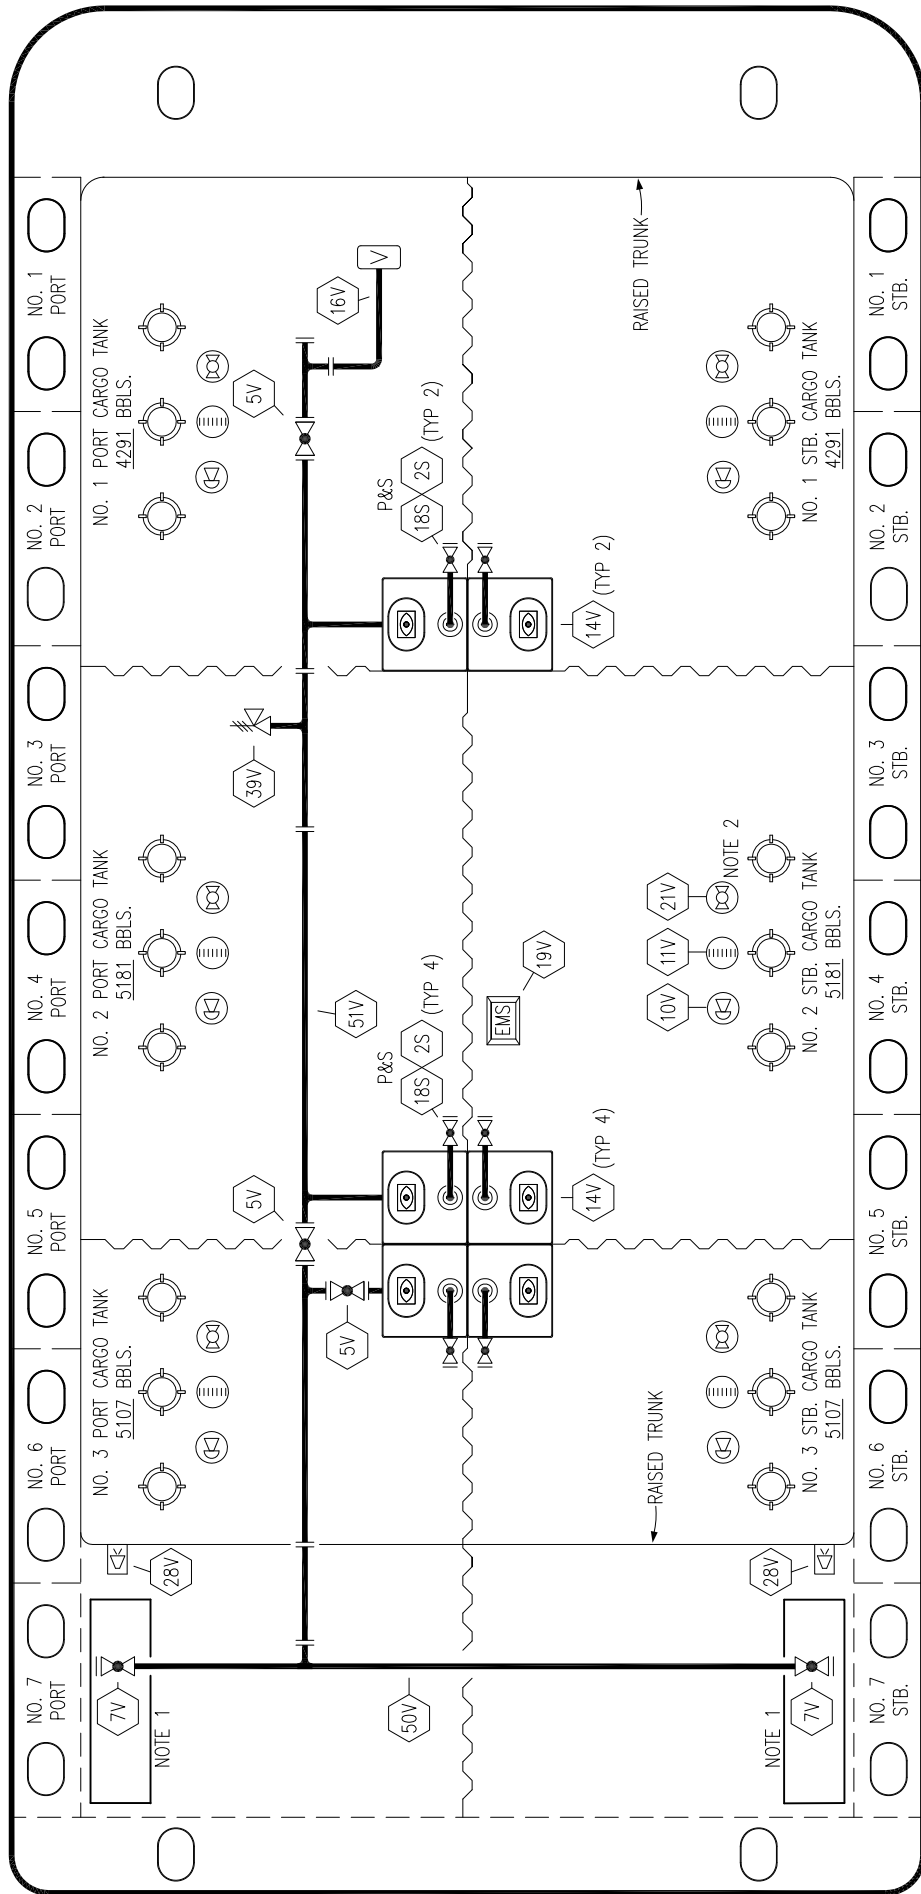 NO. 1
PORT
NO. 2
PORT
NO. 3
PORT
NO. 4
PORT
NO. 5
PORT
NO. 6
PORT
NO. 7
PORT
NO. 1 PORT CARGO TANK
4291 BBLS.
NO. 2 PORT CARGO TANK
5181 BBLS.
NO. 3 PORT CARGO TANK
5107 BBLS.
V
16V
5V
39V
51V
5V
5V
28V
7V
NOTE 1
50V
P&S
18S 2S (TYP 2)
14V (TYP 2)
P&S
18S 2S (TYP 4)
14V (TYP 4)
EMS
19V
RAISED TRUNK
RAISED TRUNK
21V
NOTE 2
11V
10V
28V
7V
NOTE 1
NO. 1 STB. CARGO TANK
4291 BBLS.
NO. 2 STB. CARGO TANK
5181 BBLS.
NO. 3 STB. CARGO TANK
5107 BBLS.
NO. 1
STB.
NO. 2
STB.
NO. 3
STB.
NO. 4
STB.
NO. 5
STB.
NO. 6
STB.
NO. 7
STB.